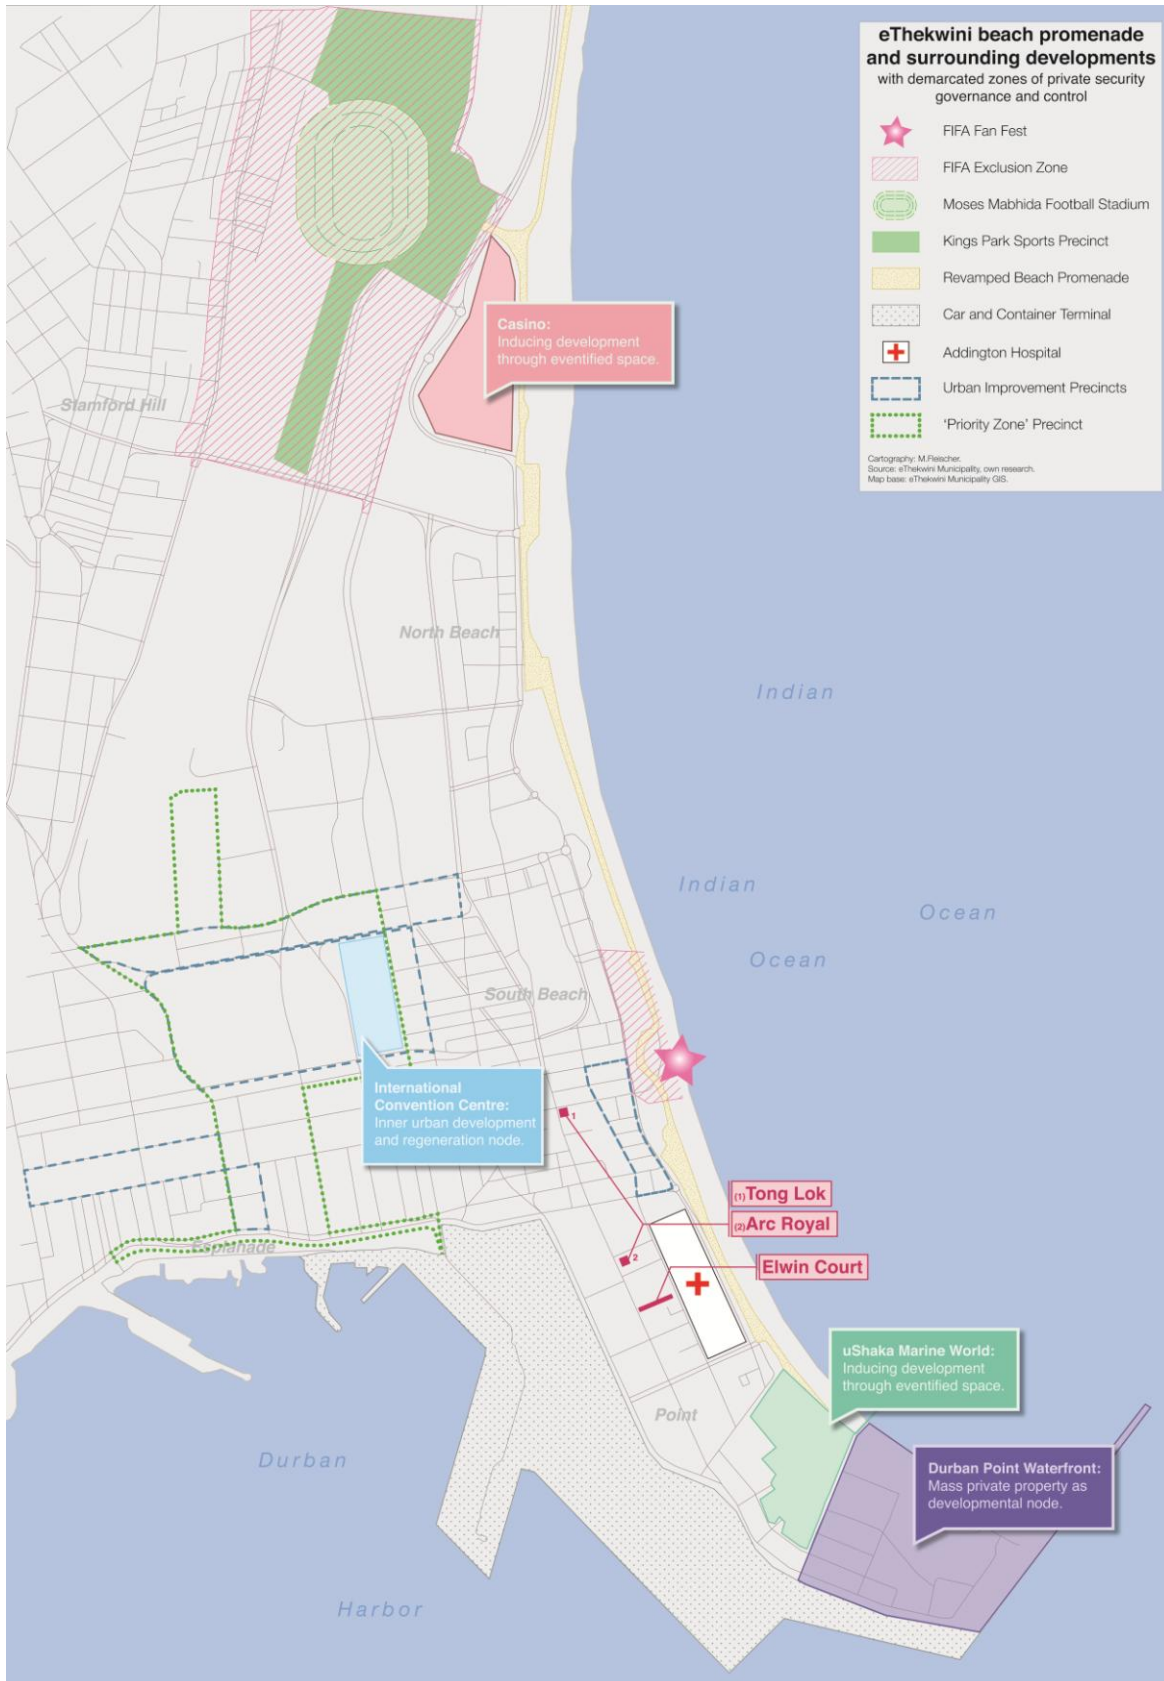 eThekwini beach promenade
and surrounding developments
with demarcated zones of private security
governance and control
FIFA Fan Fest
FIFA Exclusion Zone
Moses Mabhida Football Stadium
Kings Park Sports Precinct
Revamped Beach Promenade
Car and Container Terminal
Addington Hospital
Urban Improvement Precincts
'Priority Zone' Precinct
Cartography: M.Fleischer.
Source: eThekwini Municipality, own research.
Map base: eThekwini Municipality GIS.
Casino:
Inducing development
through eventified space.
Stamford Hill
North Beach
Indian
Indian
Ocean
Ocean
South Beach
International
Convention Centre:
Inner urban development
and regeneration node.
1
(1)Tong Lok
(2)Arc Royal
2
Elwin Court
Esplanade
uShaka Marine World:
Inducing development
through eventified space.
Point
Durban
Durban Point Waterfront:
Mass private property as
developmental node.
Harbor